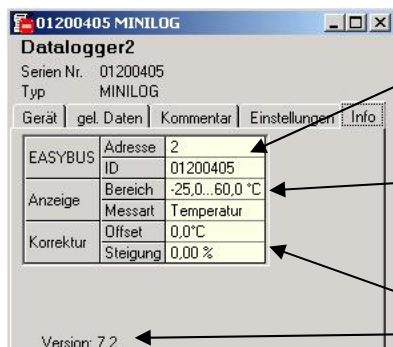 01200405 MINILOG
Datalogger2
Serien Nr. 01200405
Typ MINILOG
Gerät gel. Daten Kommentar Einstellungen Info
EASYBUS Adresse 2
ID 01200405
Anzeige Bereich -25,0...60,0 °C
Messart Temperatur
Korrektur Offset 0,0°C
Steigung 0,00 %
Version: 7.2